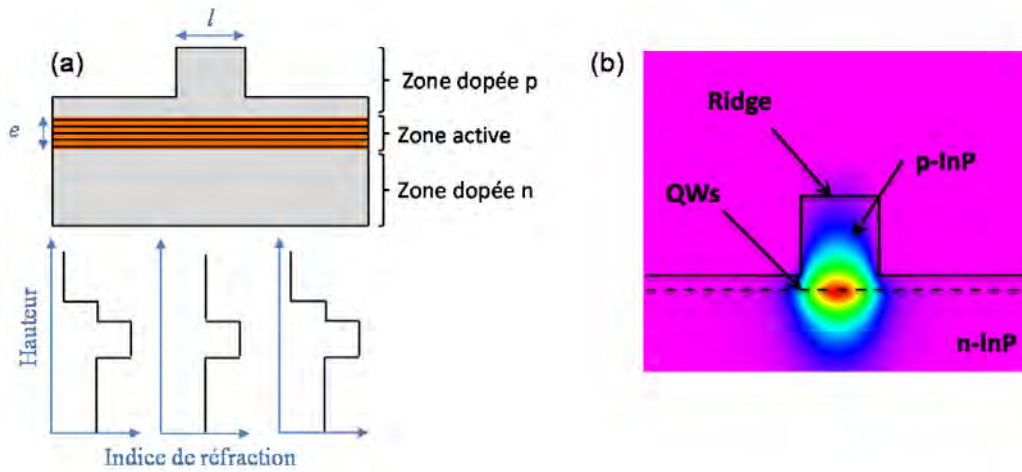 (a)
l
e
Zone dopée p
Zone active
Zone dopée n
Hauteur
Indice de réfraction
(b)
Ridge
p-InP
QWs
n-InP